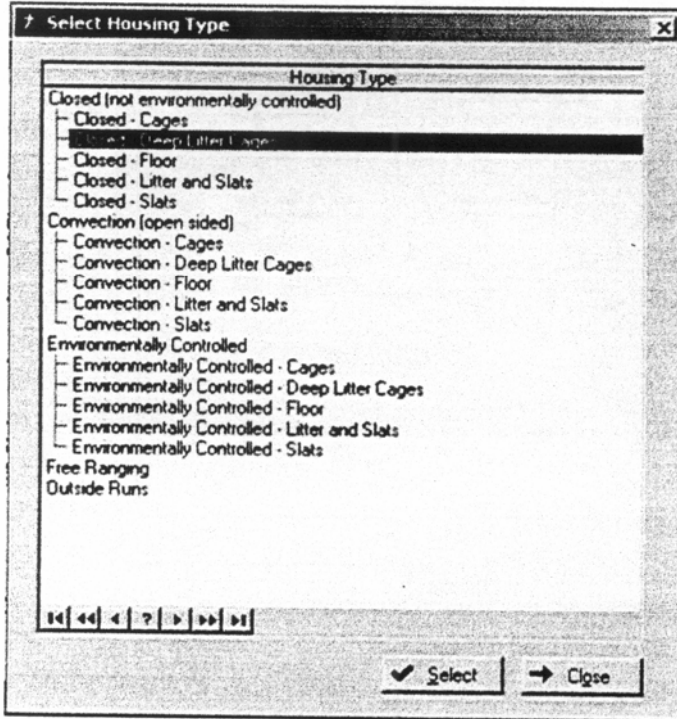 Select Housing Type
Housing Type
Closed (not environmentally controlled)
Closed - Cages
Closed - Deep Litter Cages
Closed - Floor
Closed - Litter and Slats
Closed - Slats
Convection (open sided)
Convection - Cages
Convection - Deep Litter Cages
Convection - Floor
Convection - Litter and Slats
Convection - Slats
Environmentally Controlled
Environmentally Controlled - Cages
Environmentally Controlled - Deep Litter Cages
Environmentally Controlled - Floor
Environmentally Controlled - Litter and Slats
Environmentally Controlled - Slats
Free Ranging
Outside Runs
?
Select
Close